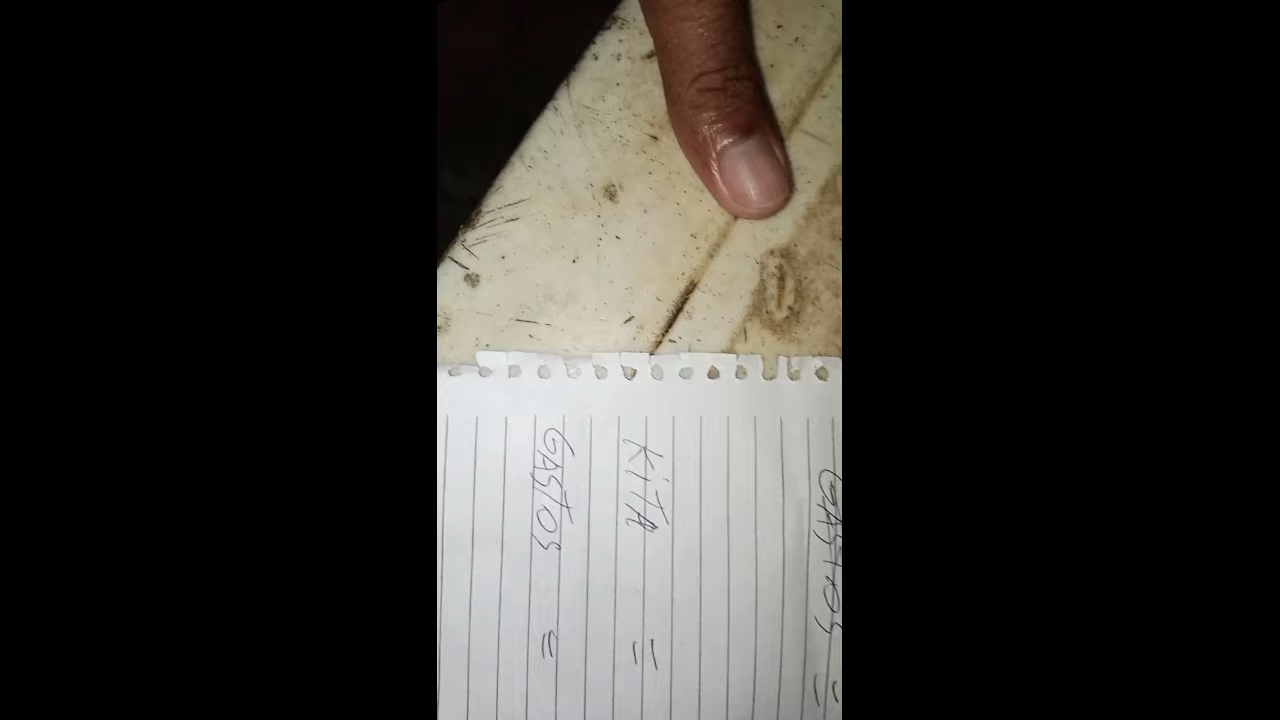 GASTOS =
KiTA =
GASTOS =